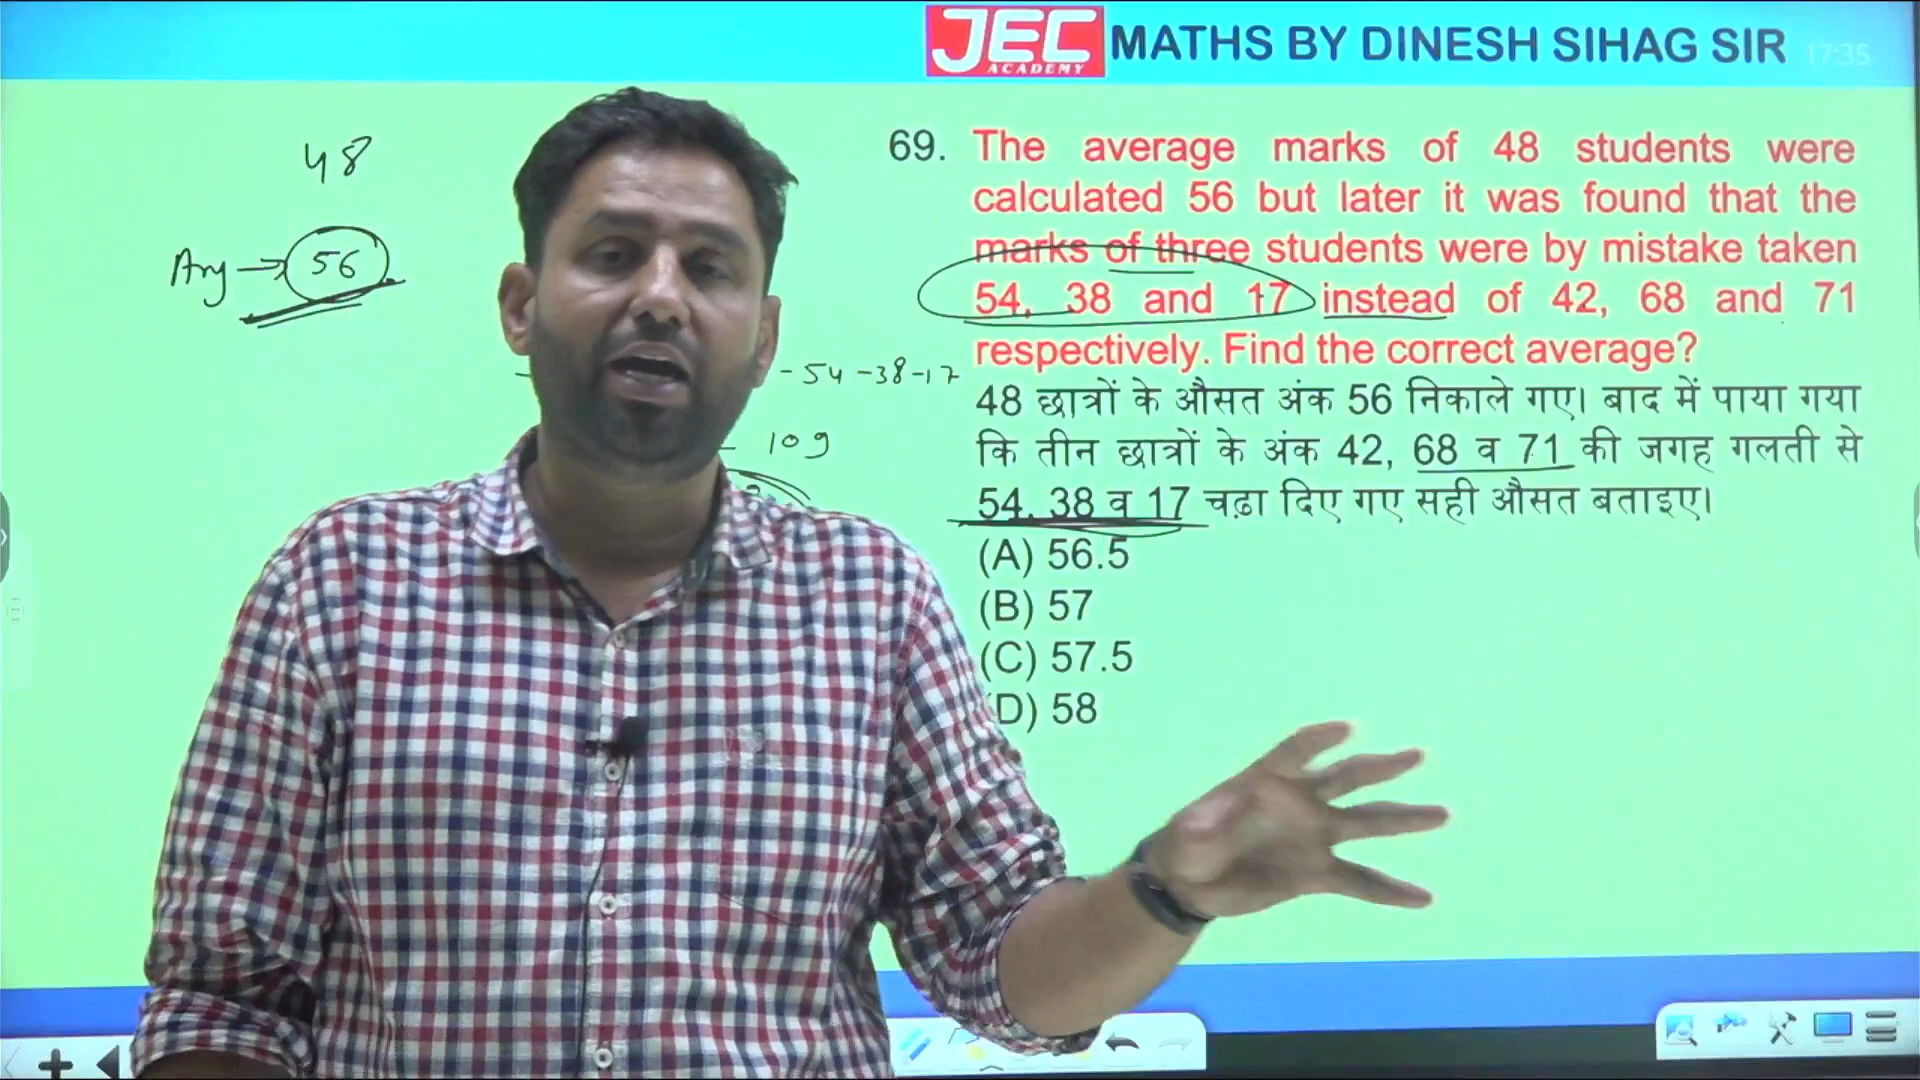 JEC
ACADEMY
MATHS BY DINESH SIHAG SIR 17:35
48
56
- 54 - 38 - 17
- 109
69. The average marks of 48 students were
calculated 56 but later it was found that the
marks of three students were by mistake taken
54, 38 and 17 instead of 42, 68 and 71
respectively. Find the correct average?
48 छात्रों के औसत अंक 56 निकाले गए। बाद में पाया गया
कि तीन छात्रों के अंक 42, 68 व 71 की जगह गलती से
54, 38 व 17 चढ़ा दिए गए सही औसत बताइए।
(A) 56.5
(B) 57
(C) 57.5
D) 58